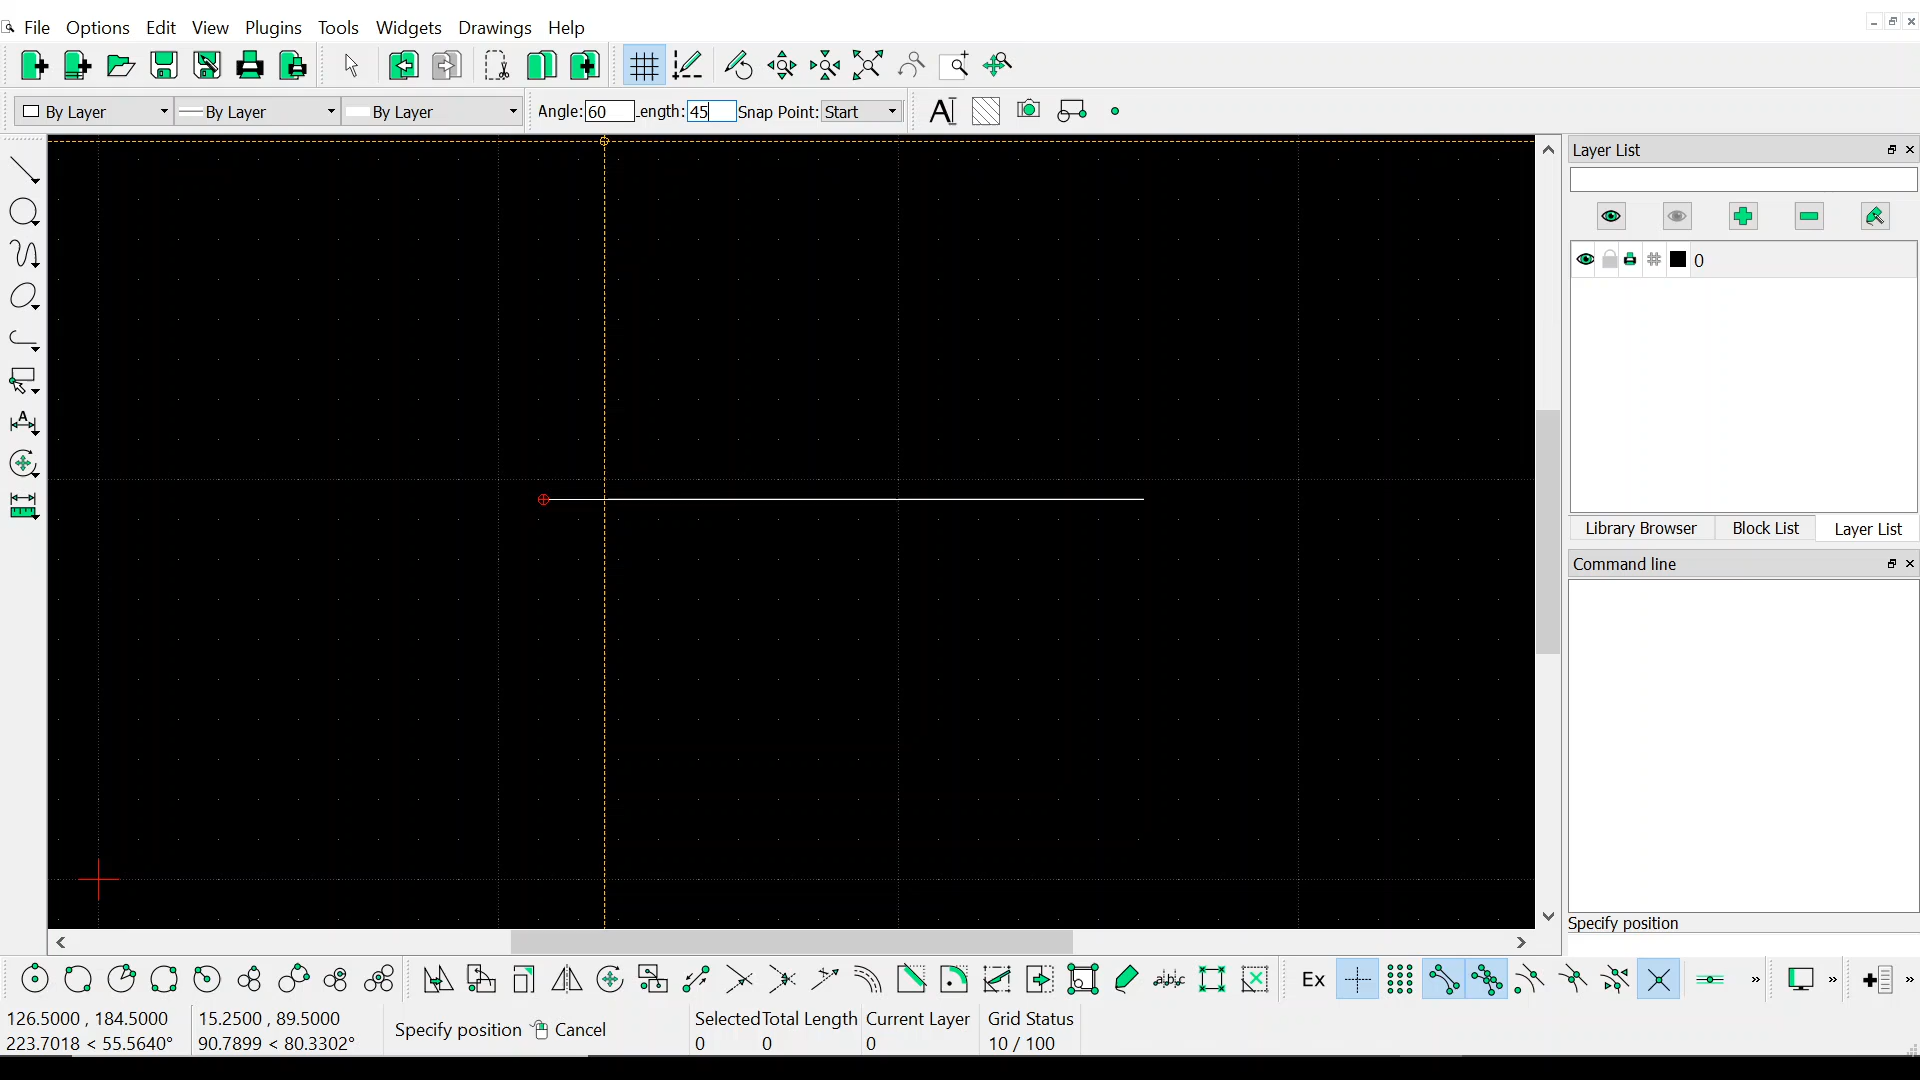 File Options Edit View Plugins Tools Widgets Drawings Help
By Layer By Layer By Layer Angle: 60 Length: 45 Snap Point: Start A
Layer List
0
Library Browser Block List Layer List
Command line
Specify position
A
abc Ex » » »
126.5000 , 184.5000 15.2500 , 89.5000 Specify position Cancel Selected Total Length Current Layer Grid Status
223.7018 < 55.5640° 90.7899 < 80.3302° 0 0 0 10 / 100